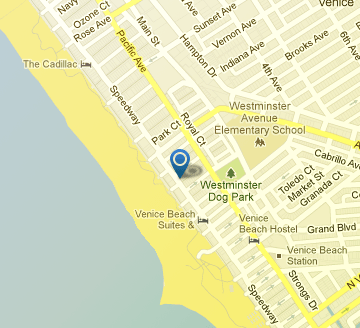 Navy
Ozone Ct
Rose Ave
Main St
Sunset Ave
Venice
Vernon Ave
Pacific Ave
Hampton Dr
Indiana Ave
Brooks Ave
4th Ave
6th Ave
The Cadillac
Speedway
Park Ct
Royal Ct
Westminster
Avenue
Elementary School
A
Cabrillo Av
Toledo Ct
Market St
Granada Ct
Westminster
Dog Park
Venice Beach
Suites &
Venice
Beach Hostel
Grand Blvd
Venice Beach
Station
Strongs Dr
N V
Speedway